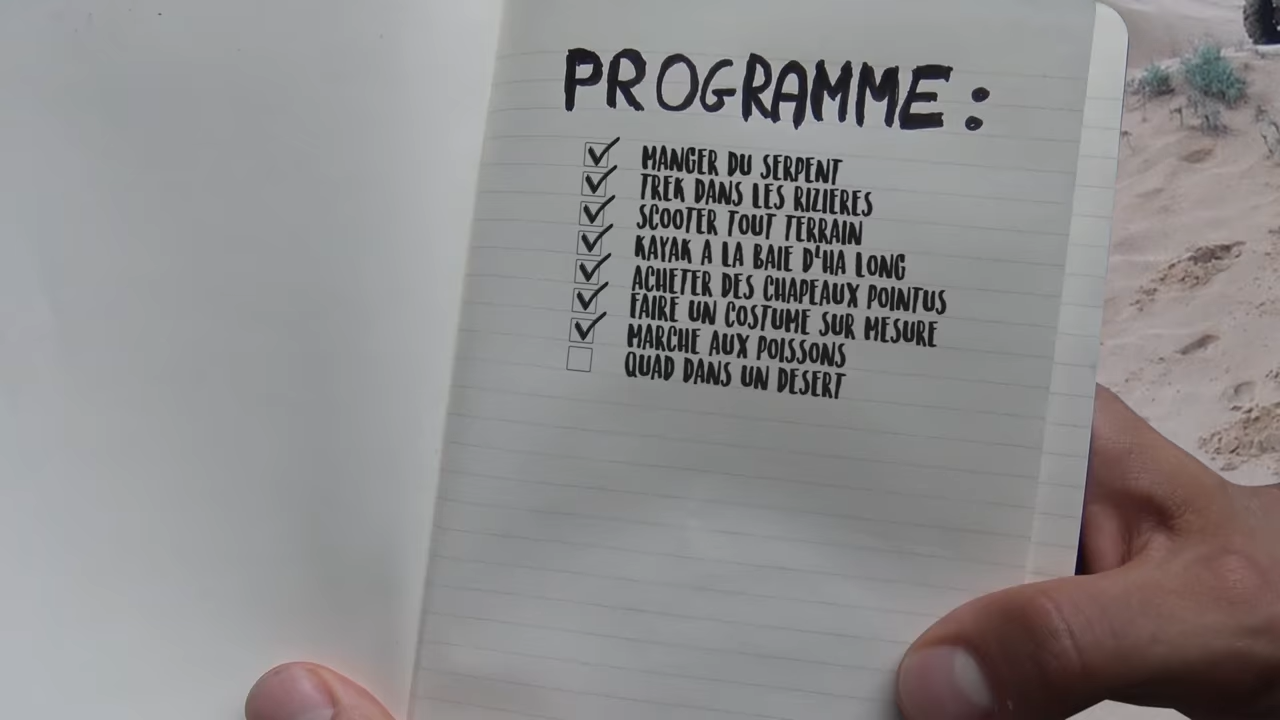 PROGRAMME :
MANGER DU SERPENT
TREK DANS LES RIZIERES
SCOOTER TOUT TERRAIN
KAYAK A LA BAIE D'HA LONG
ACHETER DES CHAPEAUX POINTUS
FAIRE UN COSTUME SUR MESURE
MARCHE AUX POISSONS
QUAD DANS UN DESERT